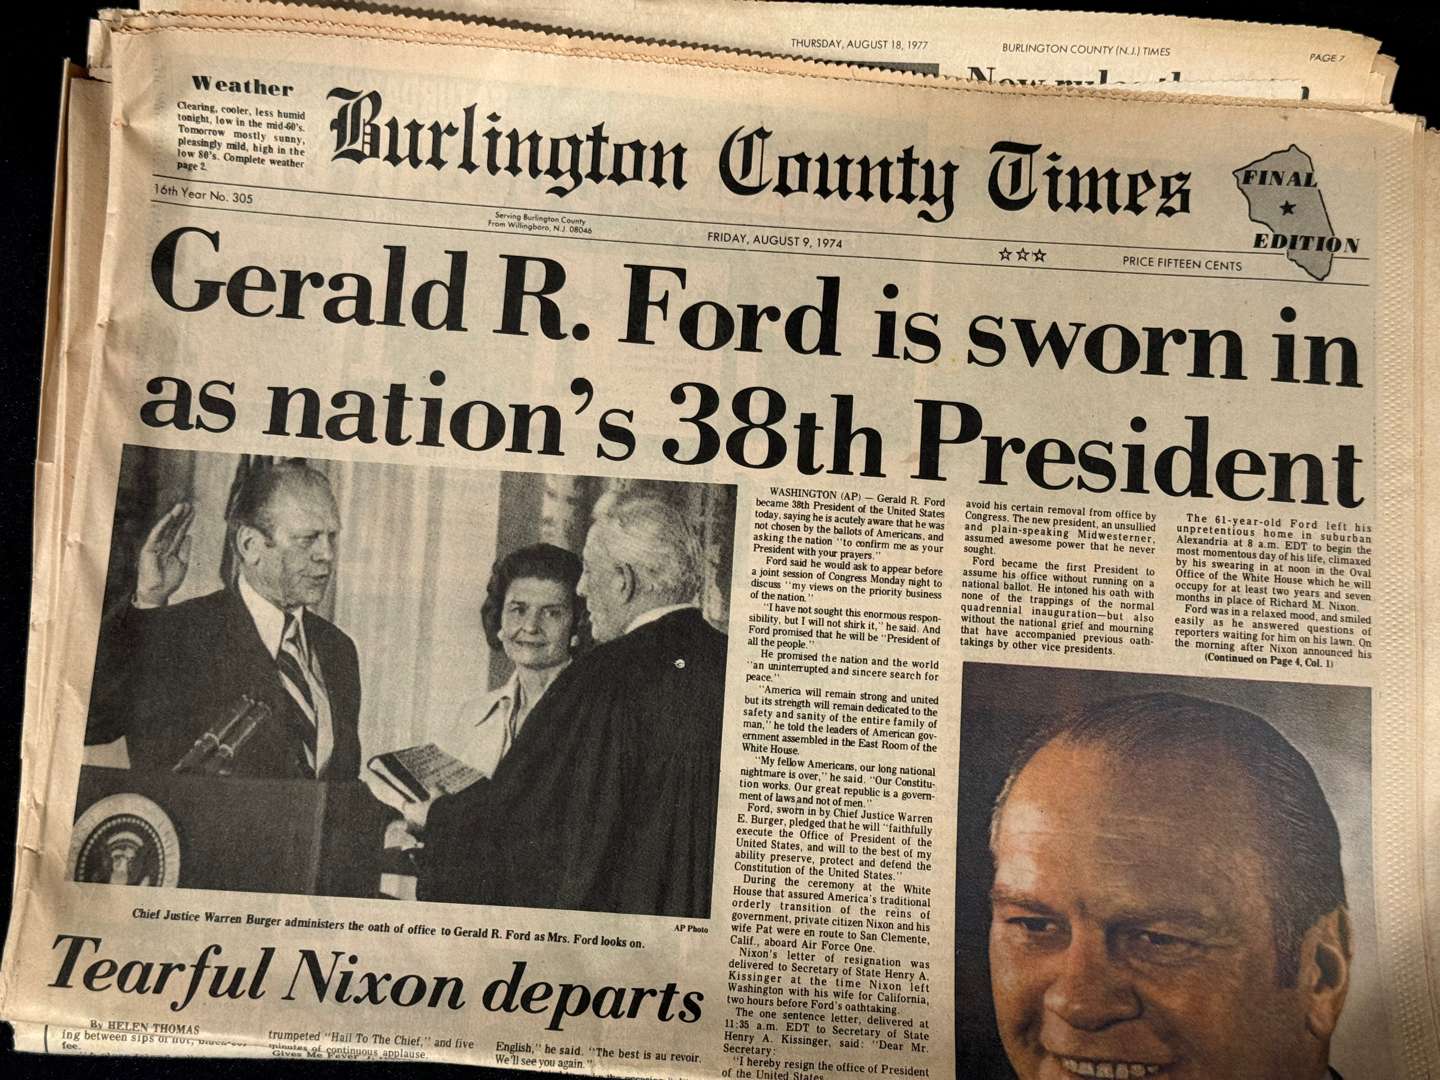 THURSDAY, AUGUST 18, 1977
BURLINGTON COUNTY (N.J.) TIMES
PAGE 7
Weather
Clearing, cooler, less humid
tonight, low in the mid-60's.
Tomorrow mostly sunny,
pleasingly mild, high in the
low 80's. Complete weather
page 2.
Burlington County Times
FINAL
EDITION
16th Year No. 305
Serving Burlington County
From Willingboro, N.J. 08046
FRIDAY, AUGUST 9, 1974
☆☆☆
PRICE FIFTEEN CENTS
Gerald R. Ford is sworn in
as nation's 38th President
Chief Justice Warren Burger administers the oath of office to Gerald R. Ford as Mrs. Ford looks on.
AP Photo
WASHINGTON (AP) — Gerald R. Ford
became 38th President of the United States
today, saying he is acutely aware that he was
not chosen by the ballots of Americans, and
asking the nation "to confirm me as your
President with your prayers."
Ford said he would ask to appear before
a joint session of Congress Monday night to
discuss "my views on the priority business
of the nation."
"I have not sought this enormous respon-
sibility, but I will not shirk it," he said. And
Ford promised that he will be "President of
all the people."
He promised the nation and the world
"an uninterrupted and sincere search for
peace."
"America will remain strong and united
but its strength will remain dedicated to the
safety and sanity of the entire family of
man," he told the leaders of American gov-
ernment assembled in the East Room of the
White House.
"My fellow Americans, our long national
nightmare is over," he said. "Our Constitu-
tion works. Our great republic is a govern-
ment of laws and not of men."
Ford, sworn in by Chief Justice Warren
E. Burger, pledged that he will "faithfully
execute the Office of President of the
United States, and will to the best of my
ability preserve, protect and defend the
Constitution of the United States."
During the ceremony at the White
House that assured America's traditional
orderly transition of the reins of
government, private citizen Nixon and his
wife Pat were en route to San Clemente,
Calif., aboard Air Force One.
Nixon's letter of resignation was
delivered to Secretary of State Henry A.
Kissinger at the time Nixon left
Washington with his wife for California,
two hours before Ford's oathtaking.
The one sentence letter, delivered at
11:35 a.m. EDT to Secretary of State
Henry A. Kissinger, said: "Dear Mr.
Secretary:
"I hereby resign the office of President
of the United States.
avoid his certain removal from office by
Congress. The new president, an unsullied
and plain-speaking Midwesterner,
assumed awesome power that he never
sought.
Ford became the first President to
assume his office without running on a
national ballot. He intoned his oath with
none of the trappings of the normal
quadrennial inauguration—but also
without the national grief and mourning
that have accompanied previous oath-
takings by other vice presidents.
The 61-year-old Ford left his
unpretentious home in suburban
Alexandria at 8 a.m. EDT to begin the
most momentous day of his life, climaxed
by his swearing in at noon in the Oval
Office of the White House which he will
occupy for at least two years and seven
months in place of Richard M. Nixon.
Ford was in a relaxed mood, and smiled
easily as he answered questions of
reporters waiting for him on his lawn. On
the morning after Nixon announced his
(Continued on Page 4, Col. 1)
Tearful Nixon departs
By HELEN THOMAS
ing between sips of hot,
fee.
trumpeted "Hail To The Chief," and five
minutes of continuous applause.
Gives Me Fever
English," he said. "The best is au revoir.
We'll see you again."